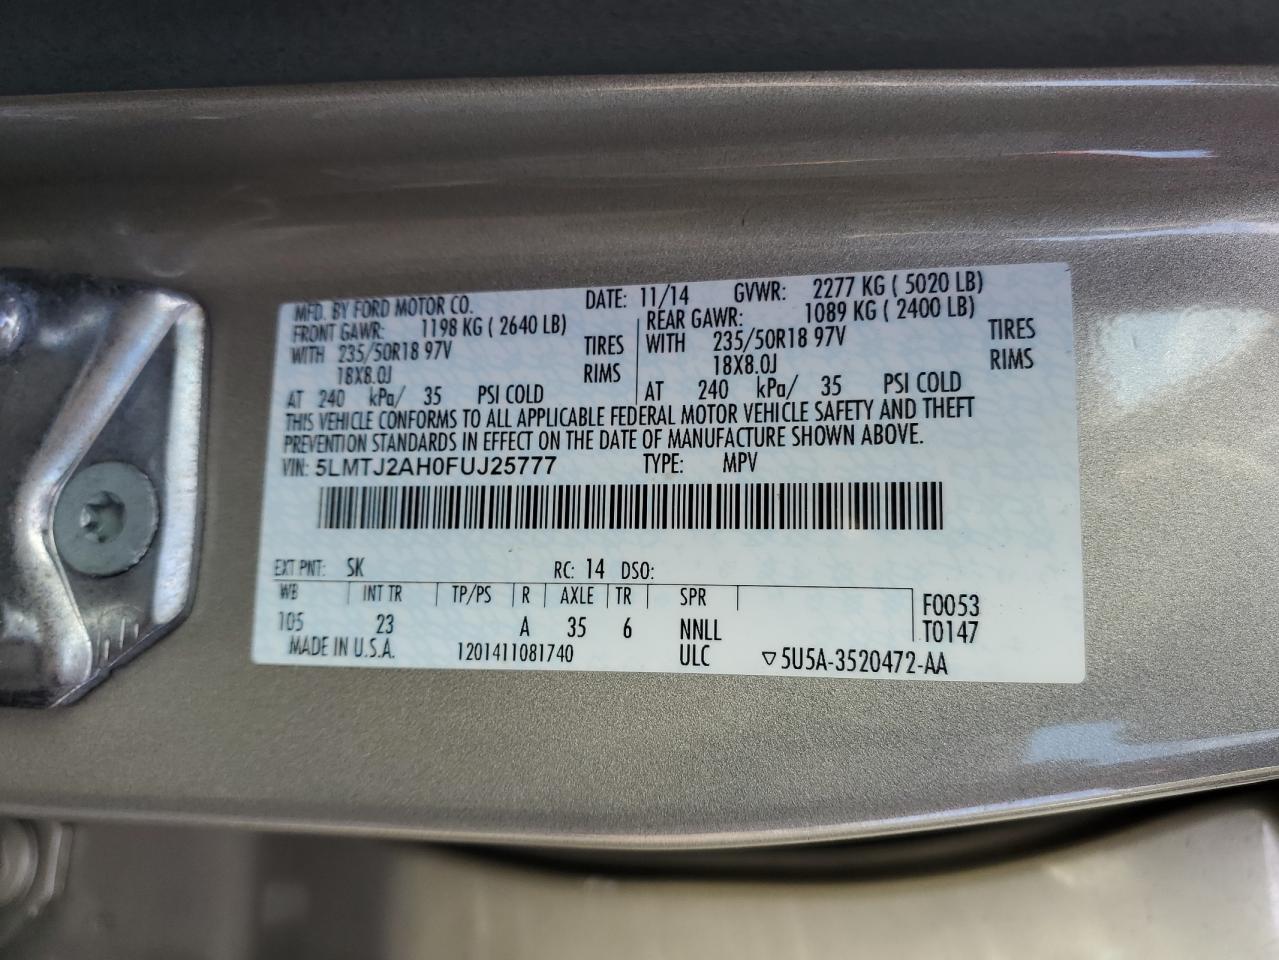 MFD. BY FORD MOTOR CO. DATE: 11/14 GVWR: 2277 KG ( 5020 LB)
FRONT GAWR: 1198 KG ( 2640 LB) REAR GAWR: 1089 KG ( 2400 LB)
WITH 235/50R18 97V TIRES WITH 235/50R18 97V TIRES
18X8.0J RIMS 18X8.0J RIMS
AT 240 kPa/ 35 PSI COLD AT 240 kPa/ 35 PSI COLD
THIS VEHICLE CONFORMS TO ALL APPLICABLE FEDERAL MOTOR VEHICLE SAFETY AND THEFT
PREVENTION STANDARDS IN EFFECT ON THE DATE OF MANUFACTURE SHOWN ABOVE.
VIN: 5LMTJ2AH0FUJ25777 TYPE: MPV
EXT PNT: SK RC: 14 DSO:
WB INT TR TP/PS R AXLE TR SPR F0053
105 23 A 35 6 NNLL T0147
MADE IN U.S.A. 1201411081740 ULC ▽5U5A-3520472-AA